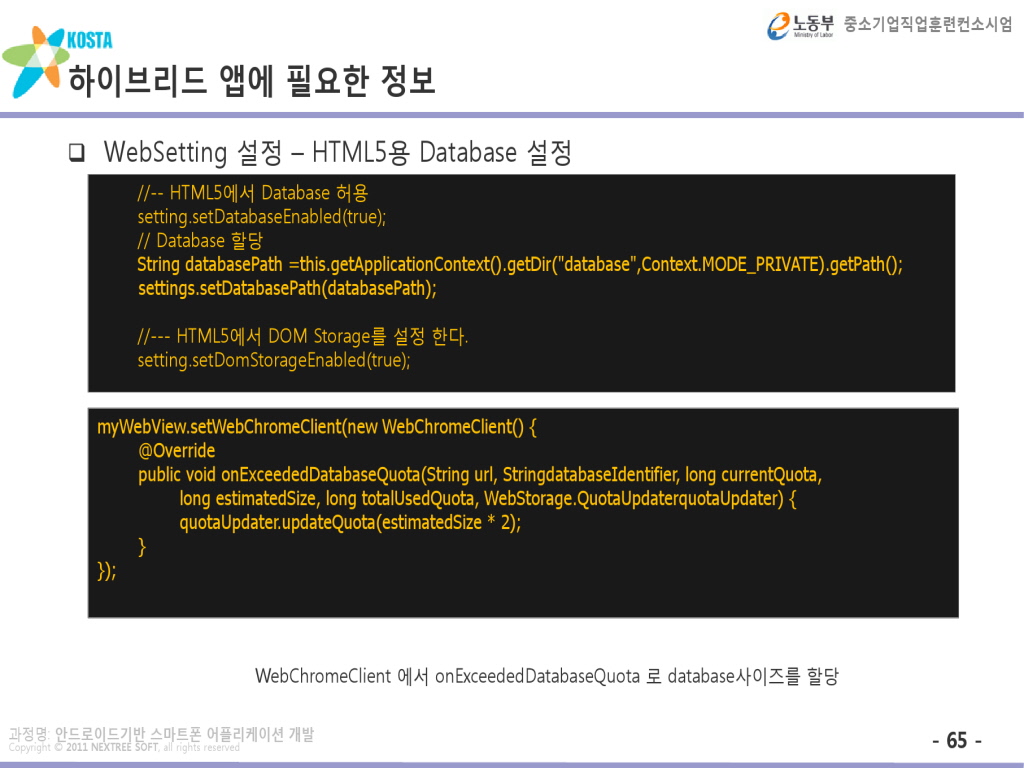 노동부 중소기업직업훈련컨소시엄
Ministry of Labor
KOSTA
하이브리드 앱에 필요한 정보
❑ WebSetting 설정 – HTML5용 Database 설정
//-- HTML5에서 Database 허용
setting.setDatabaseEnabled(true);
// Database 할당
String databasePath =this.getApplicationContext().getDir("database",Context.MODE_PRIVATE).getPath();
settings.setDatabasePath(databasePath);
//--- HTML5에서 DOM Storage를 설정 한다.
setting.setDomStorageEnabled(true);
myWebView.setWebChromeClient(new WebChromeClient() {
@Override
public void onExceededDatabaseQuota(String url, StringdatabaseIdentifier, long currentQuota,
long estimatedSize, long totalUsedQuota, WebStorage.QuotaUpdaterquotaUpdater) {
quotaUpdater.updateQuota(estimatedSize * 2);
}
});
WebChromeClient 에서 onExceededDatabaseQuota 로 database사이즈를 할당
과정명: 안드로이드기반 스마트폰 어플리케이션 개발
Copyright © 2011 NEXTREE SOFT, all rights reserved
- 65 -